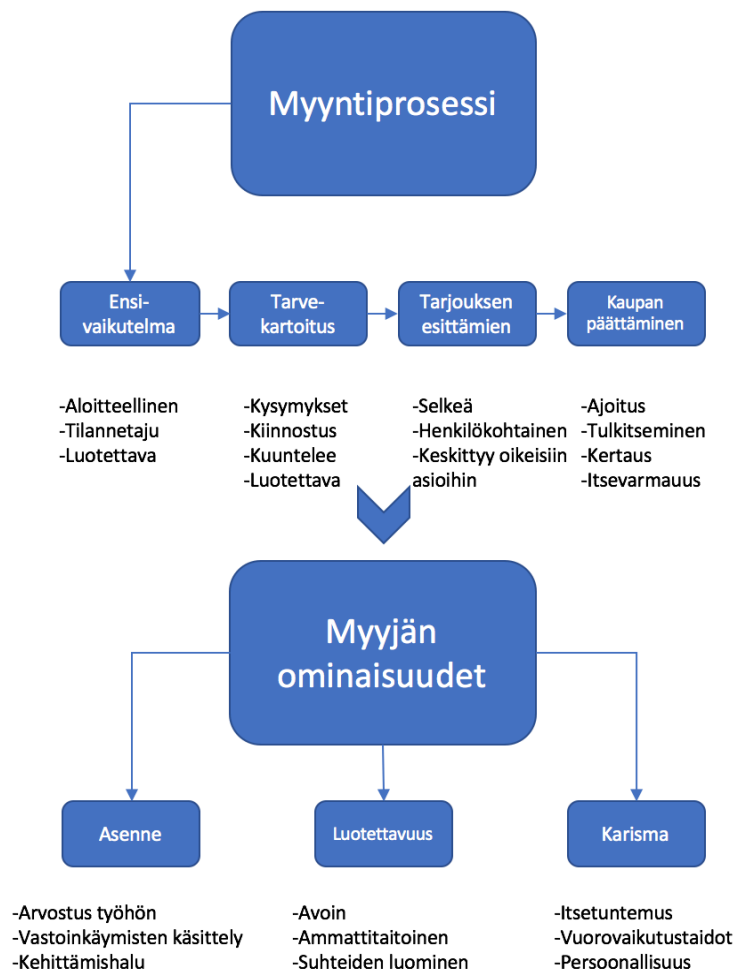 Myyntiprosessi
Ensi-
vaikutelma
Tarve-
kartoitus
Tarjouksen
esittämien
Kaupan
päättäminen
-Aloitteellinen
-Tilannetaju
-Luotettava
-Kysymykset
-Kiinnostus
-Kuuntelee
-Luotettava
-Selkeä
-Henkilökohtainen
-Keskittyy oikeisiin
asioihin
-Ajoitus
-Tulkitseminen
-Kertaus
-Itsevarmauus
Myyjän
ominaisuudet
Asenne
Luotettavuus
Karisma
-Arvostus työhön
-Vastoinkäymisten käsittely
-Kehittämishalu
-Avoin
-Ammattitaitoinen
-Suhteiden luominen
-Itsetuntemus
-Vuorovaikutustaidot
-Persoonallisuus